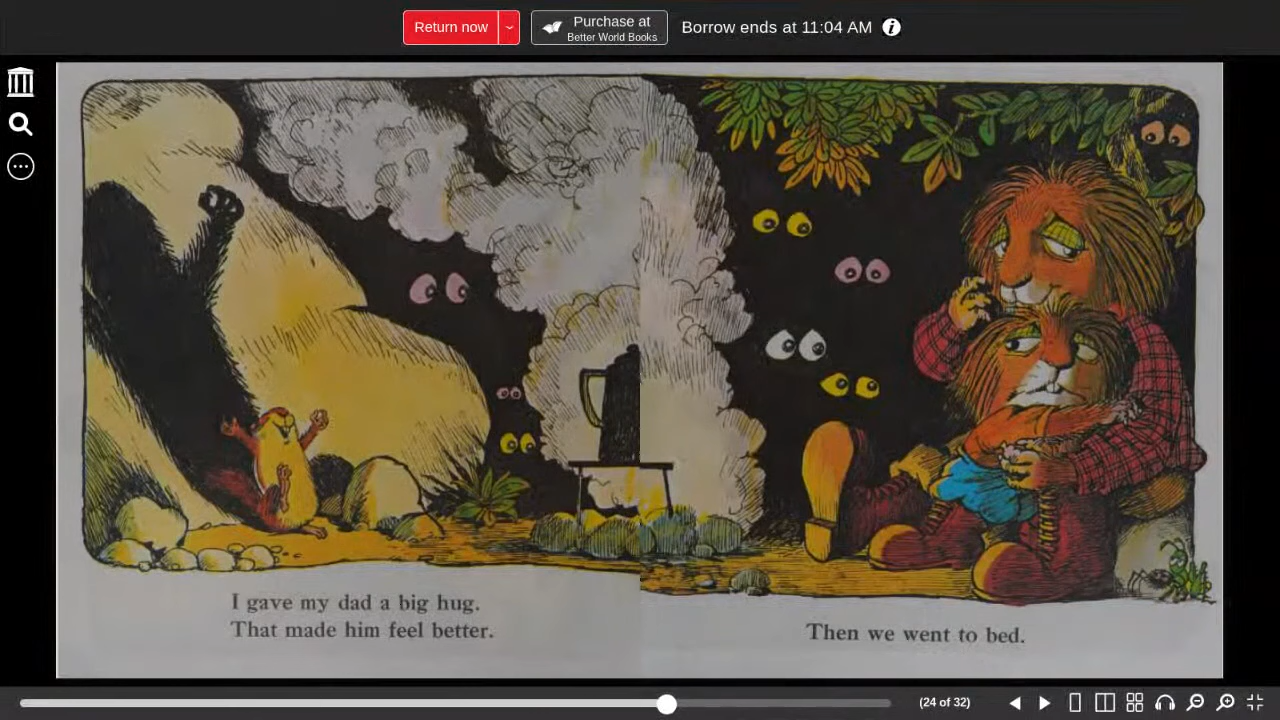 Return now
Purchase at
Better World Books
Borrow ends at 11:04 AM
I gave my dad a big hug.
That made him feel better.
Then we went to bed.
(24 of 32)